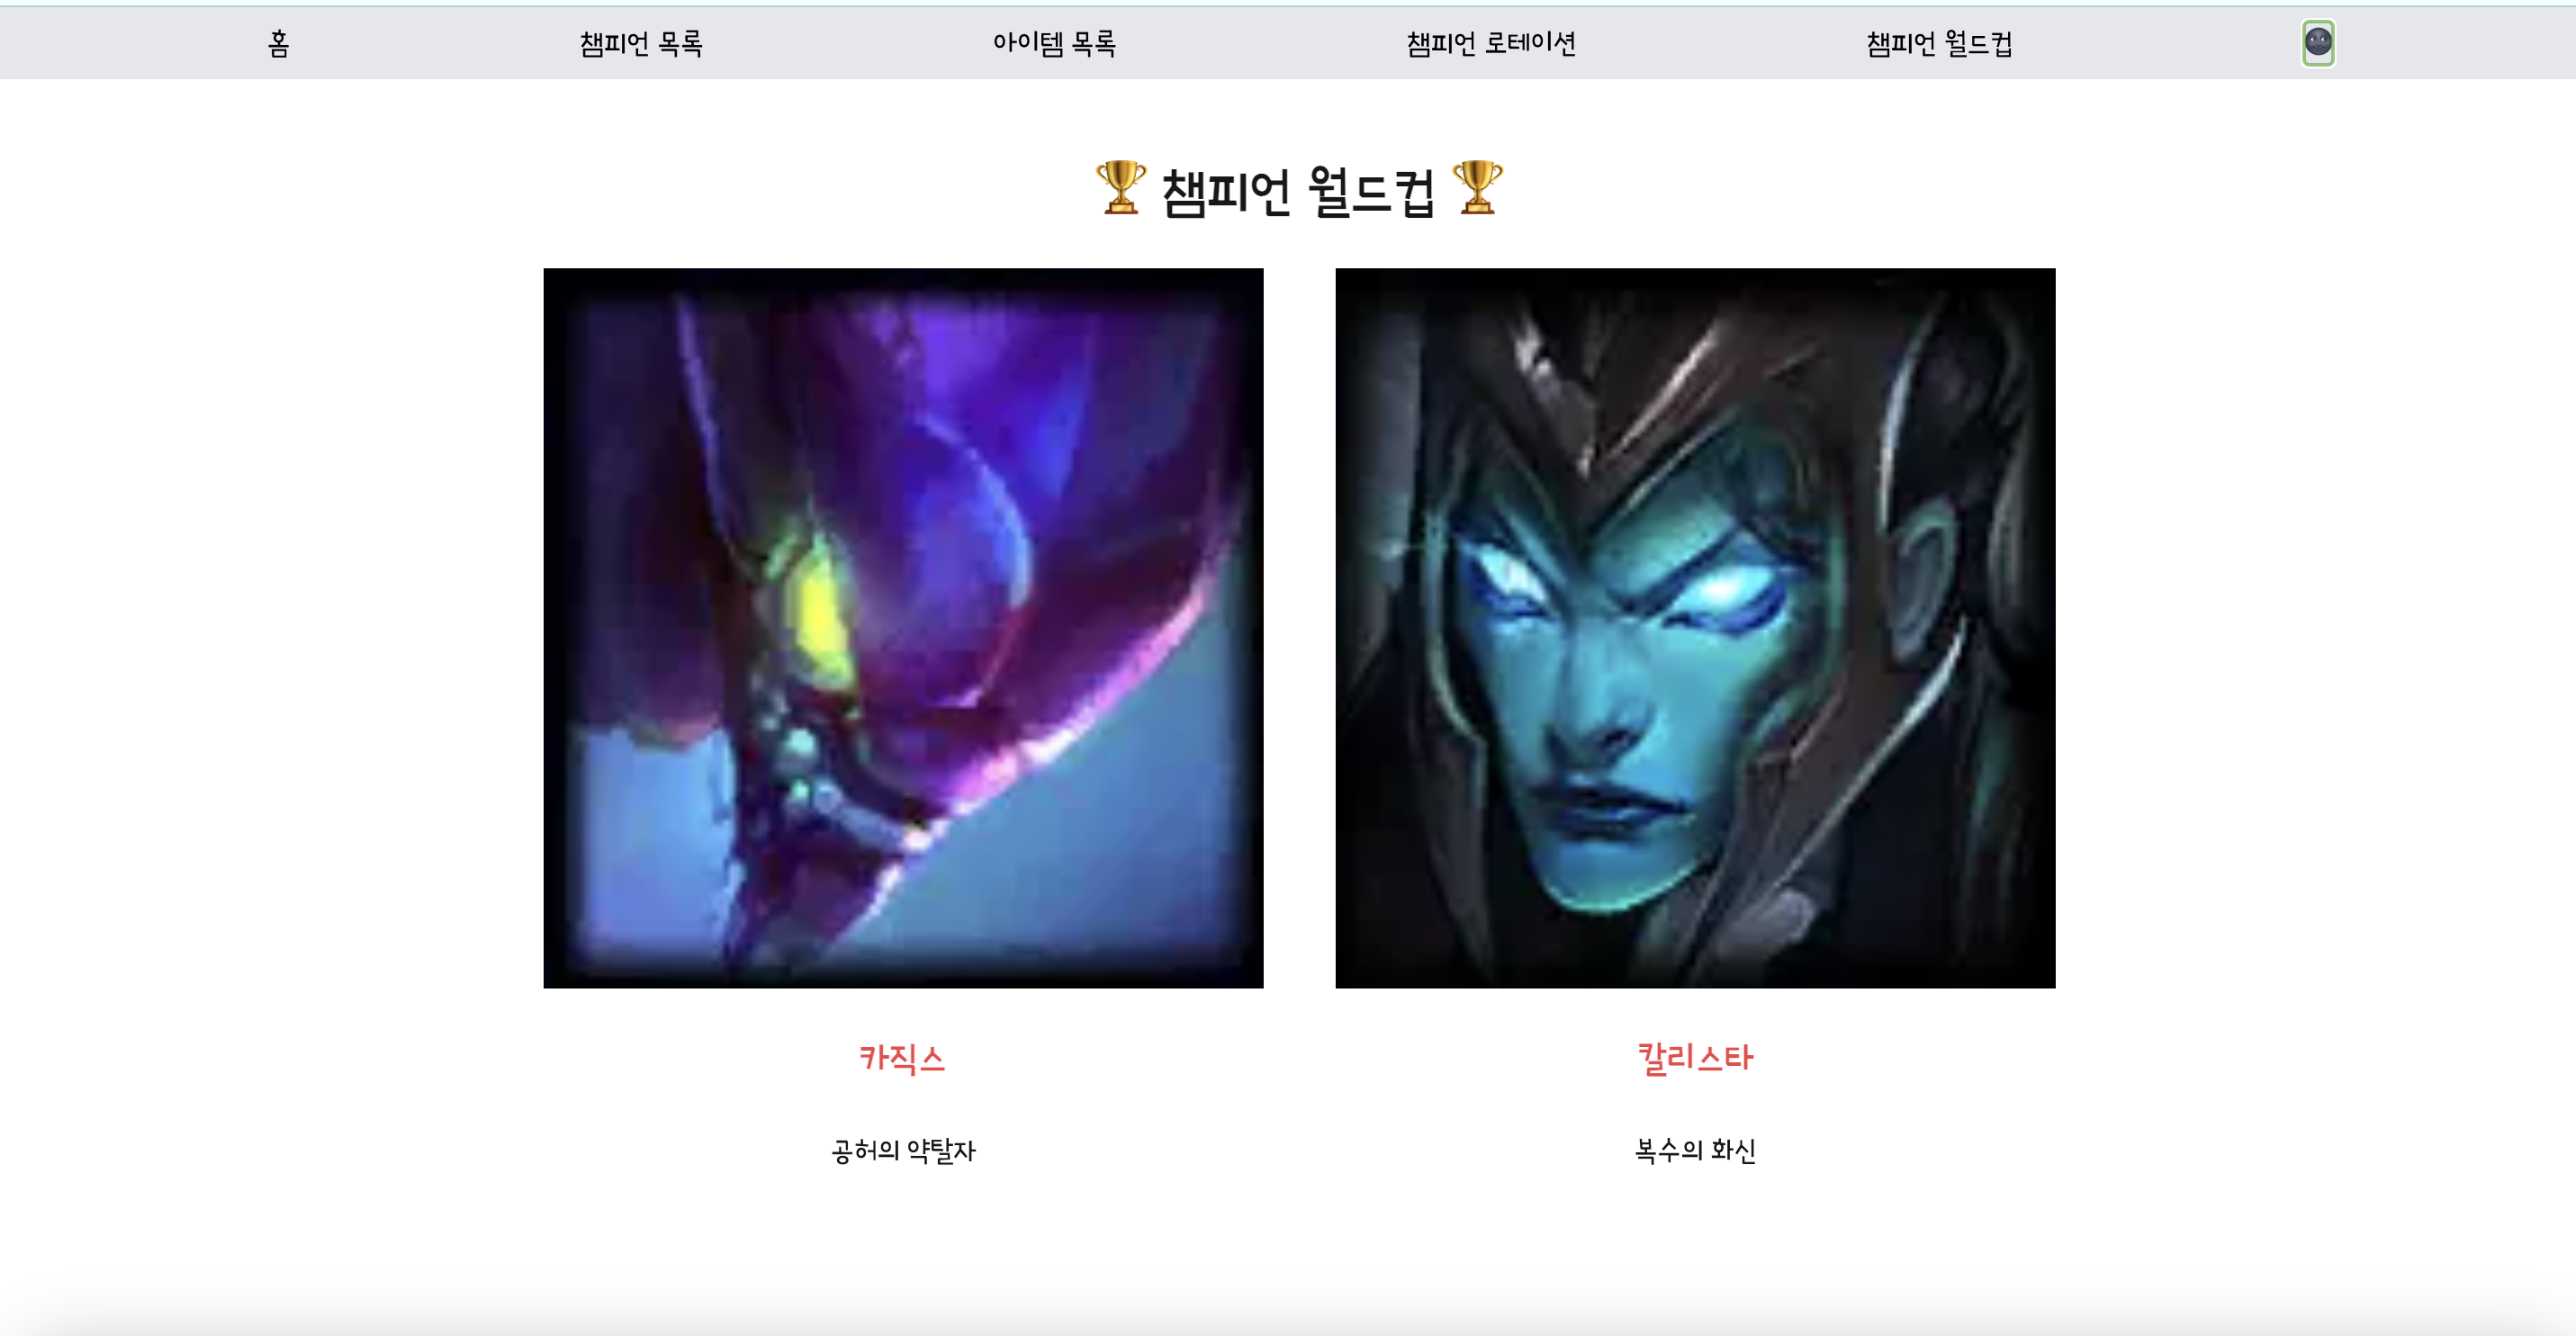 홈 챔피언 목록 아이템 목록 챔피언 로테이션 챔피언 월드컵 🌚
🏆 챔피언 월드컵 🏆
카직스 칼리스타
공허의 약탈자 복수의 화신